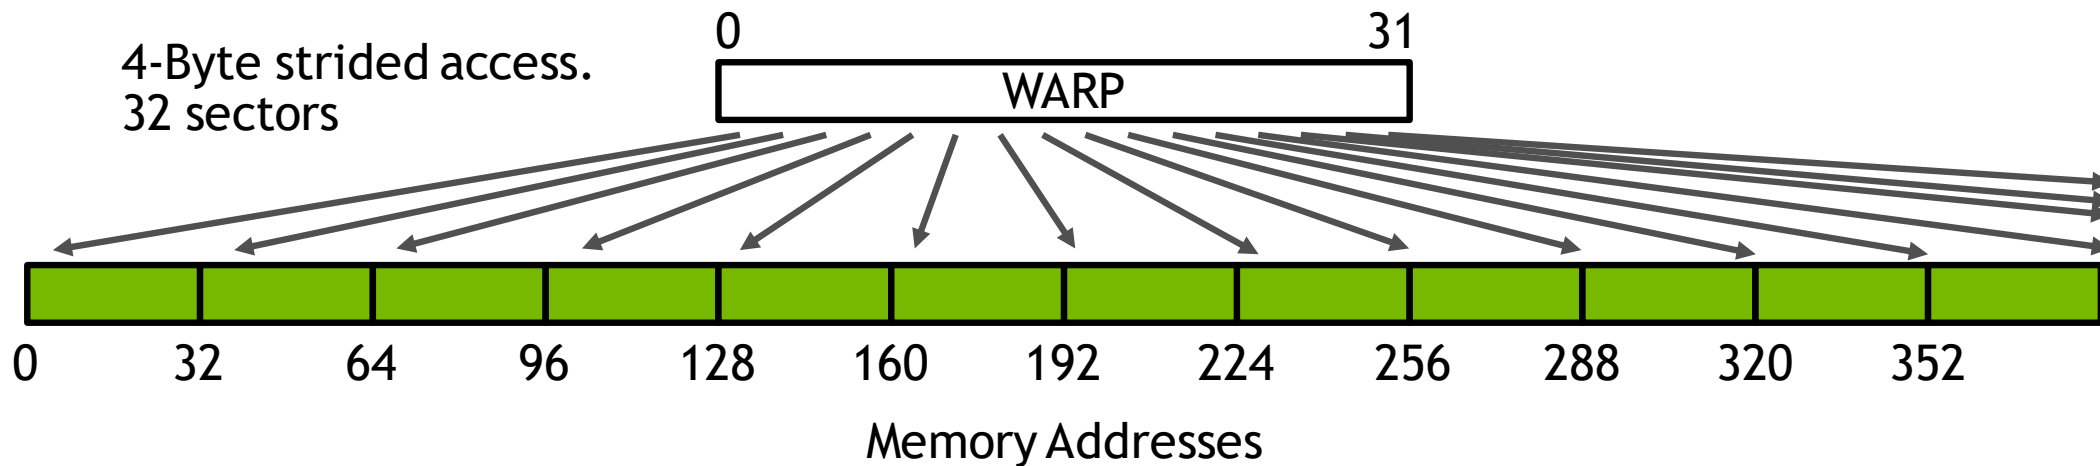 0 31
4-Byte strided access.
32 sectors
WARP
0 32 64 96 128 160 192 224 256 288 320 352
Memory Addresses